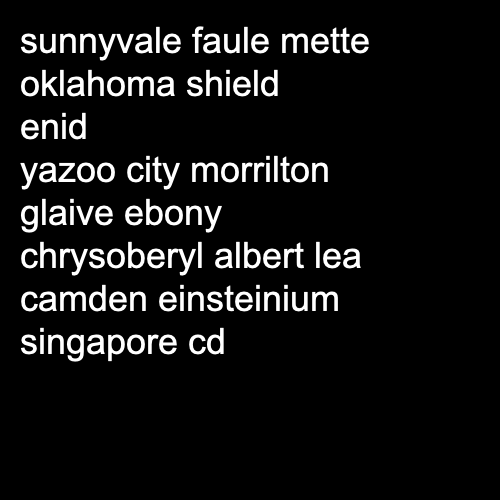 sunnyvale faule mette
oklahoma shield
enid
yazoo city morrilton
glaive ebony
chrysoberyl albert lea
camden einsteinium
singapore cd